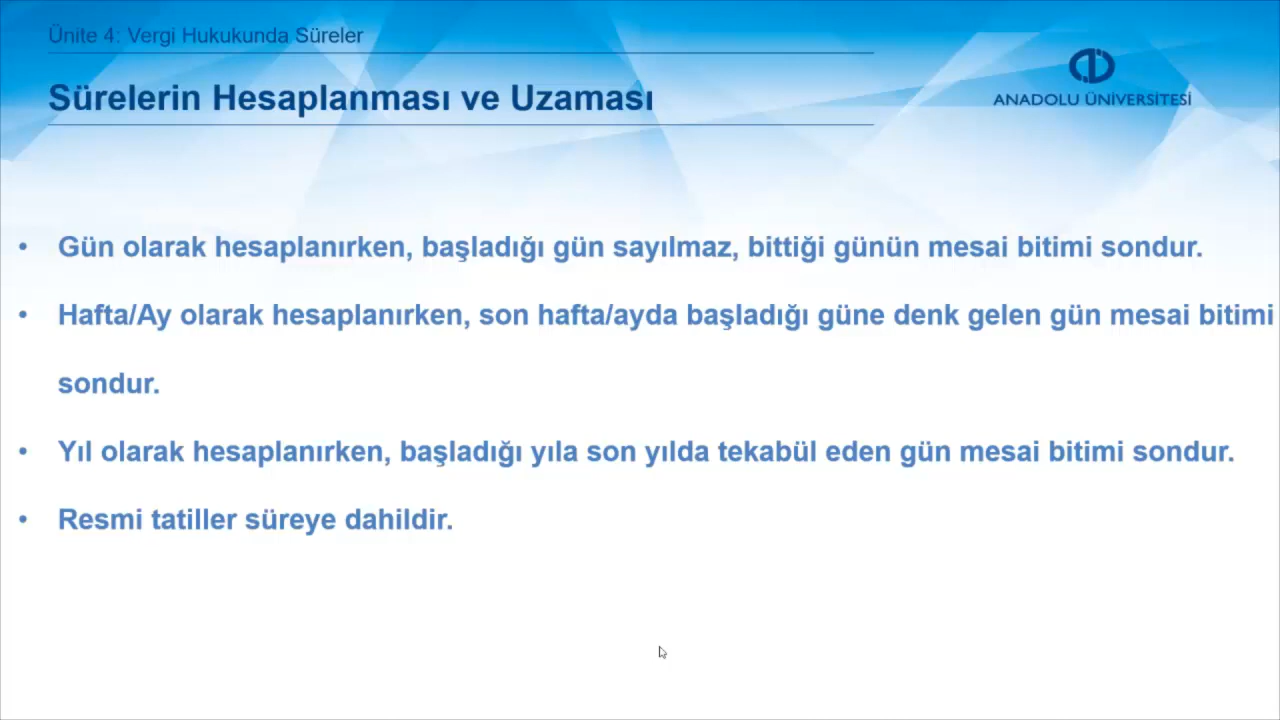 Ünite 4: Vergi Hukukunda Süreler
Sürelerin Hesaplanması ve Uzaması
ANADOLU ÜNİVERSİTESİ
• Gün olarak hesaplanırken, başladığı gün sayılmaz, bittiği günün mesai bitimi sondur.
• Hafta/Ay olarak hesaplanırken, son hafta/ayda başladığı güne denk gelen gün mesai bitimi
sondur.
• Yıl olarak hesaplanırken, başladığı yıla son yılda tekabül eden gün mesai bitimi sondur.
• Resmi tatiller süreye dahildir.